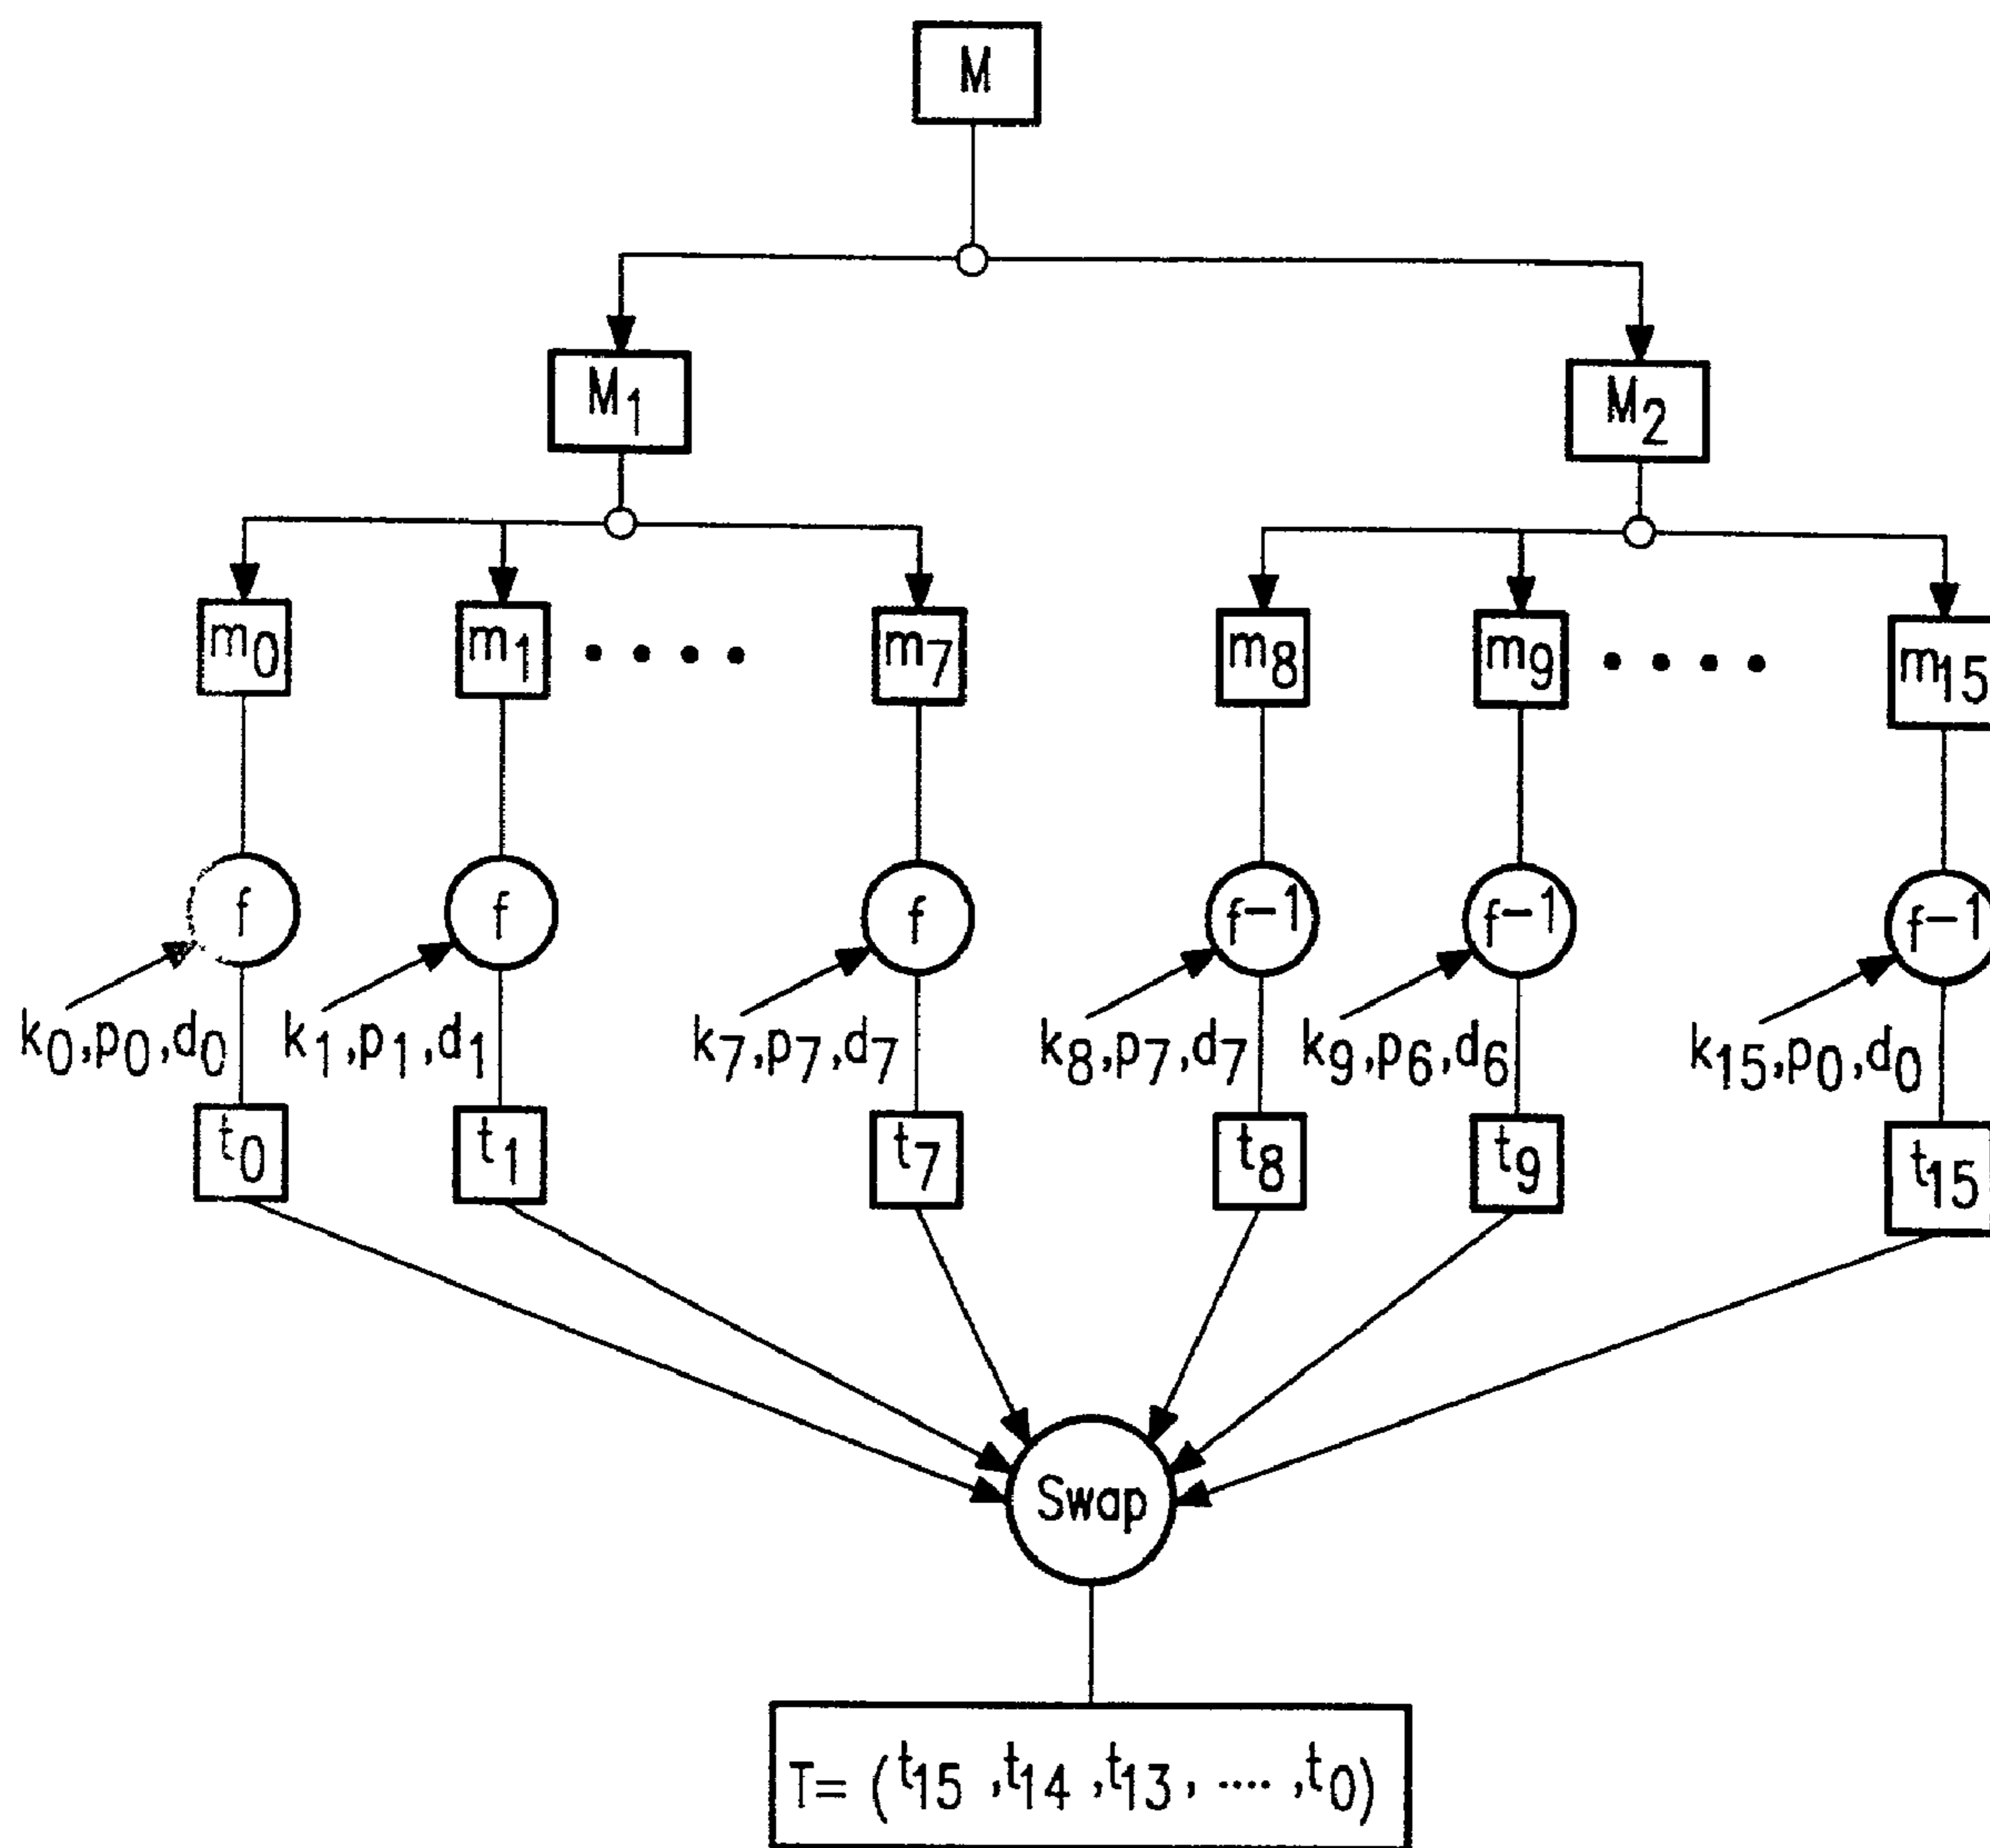 M
M1 M2
m0 m1 • • • • m7 m8 m9 • • • • m15
f f f f-1 f-1 f-1
k0,p0,d0 k1,p1,d1 k7,p7,d7 k8,p7,d7 k9,p6,d6 k15,p0,d0
t0 t1 t7 t8 t9 t15
Swap
T= (t15 ,t14 ,t13, .... ,t0)